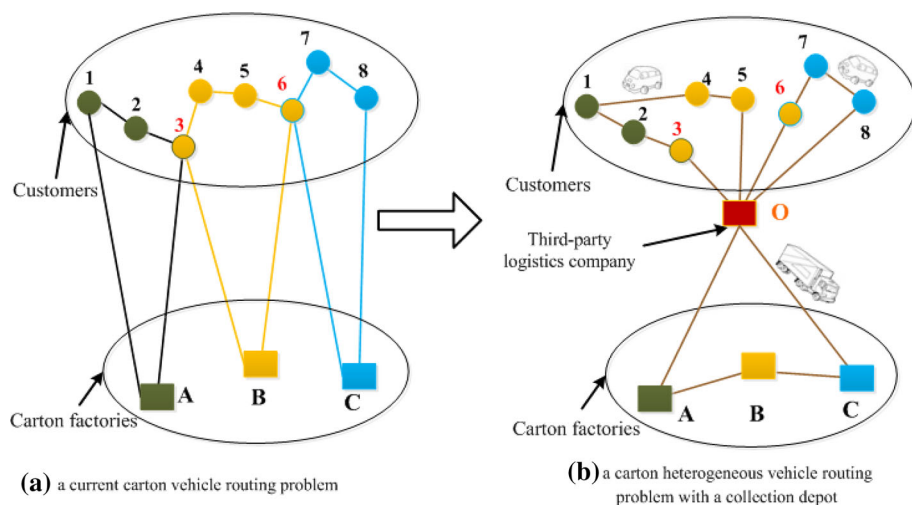 1
2
3
4
5
6
7
8
Customers
A
B
C
Carton factories
(a) a current carton vehicle routing problem
1
2
3
4
5
6
7
8
Customers
O
Third-party
logistics company
A
B
C
Carton factories
(b) a carton heterogeneous vehicle routing
problem with a collection depot